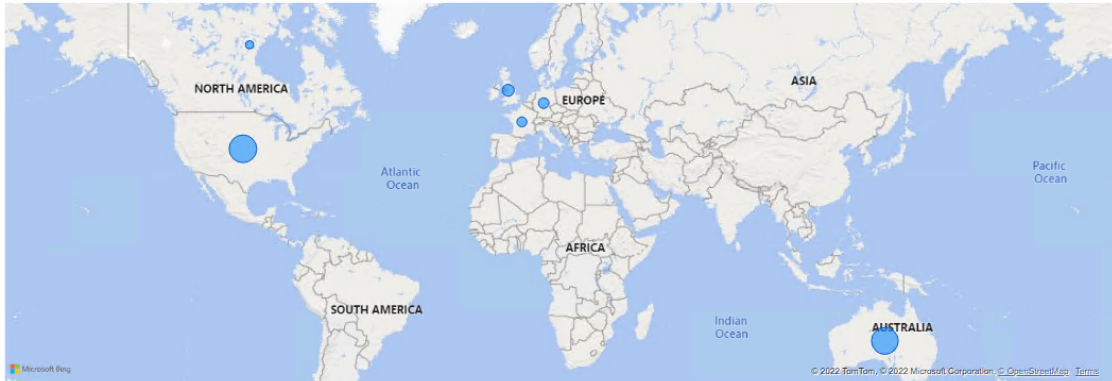 NORTH AMERICA
EUROPE
ASIA
Atlantic
Ocean
Pacific
Ocean
AFRICA
SOUTH AMERICA
Indian
Ocean
AUSTRALIA
Microsoft Bing
© 2022 TomTom, © 2022 Microsoft Corporation, © OpenStreetMap Terms